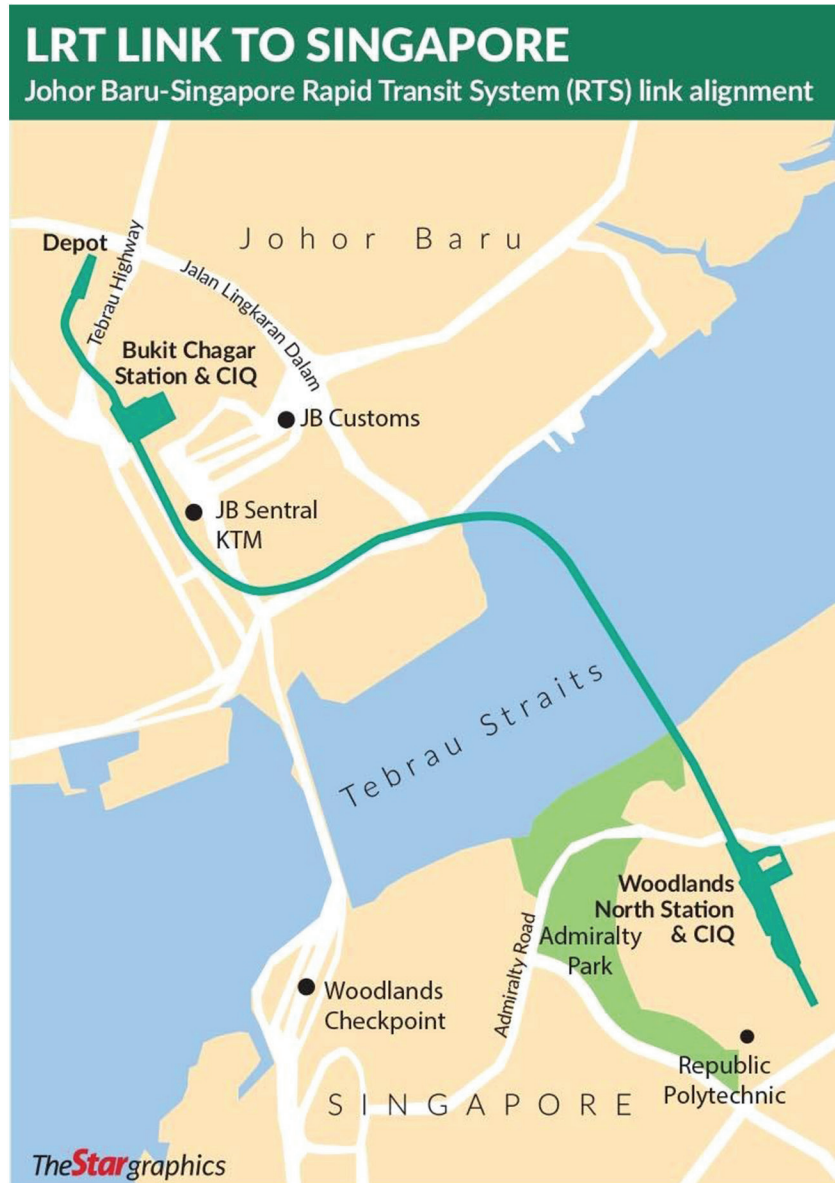 LRT LINK TO SINGAPORE
Johor Baru-Singapore Rapid Transit System (RTS) link alignment
Johor Baru
Depot
Tebrau Highway
Jalan Lingkaran Dalam
Bukit Chagar
Station & CIQ
JB Customs
JB Sentral
KTM
Tebrau Straits
Woodlands
North Station
& CIQ
Admiralty
Park
Admiralty Road
Woodlands
Checkpoint
Republic
Polytechnic
SINGAPORE
TheStargraphics